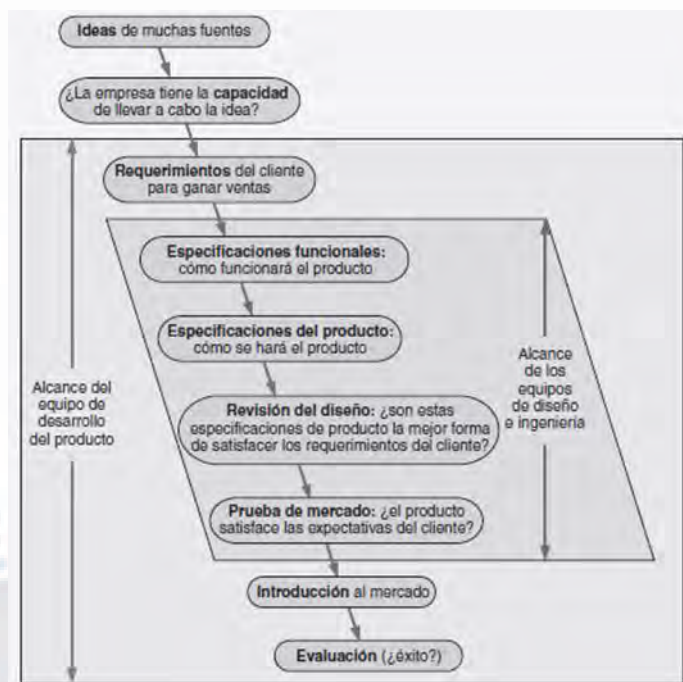 Ideas de muchas fuentes
¿La empresa tiene la capacidad
de llevar a cabo la idea?
Requerimientos del cliente
para ganar ventas
Especificaciones funcionales:
cómo funcionará el producto
Especificaciones del producto:
cómo se hará el producto
Revisión del diseño: ¿son estas
especificaciones de producto la mejor forma
de satisfacer los requerimientos del cliente?
Prueba de mercado: ¿el producto
satisface las expectativas del cliente?
Introducción al mercado
Evaluación (¿éxito?)
Alcance del
equipo de
desarrollo
del producto
Alcance
de los
equipos
de diseño
e ingeniería